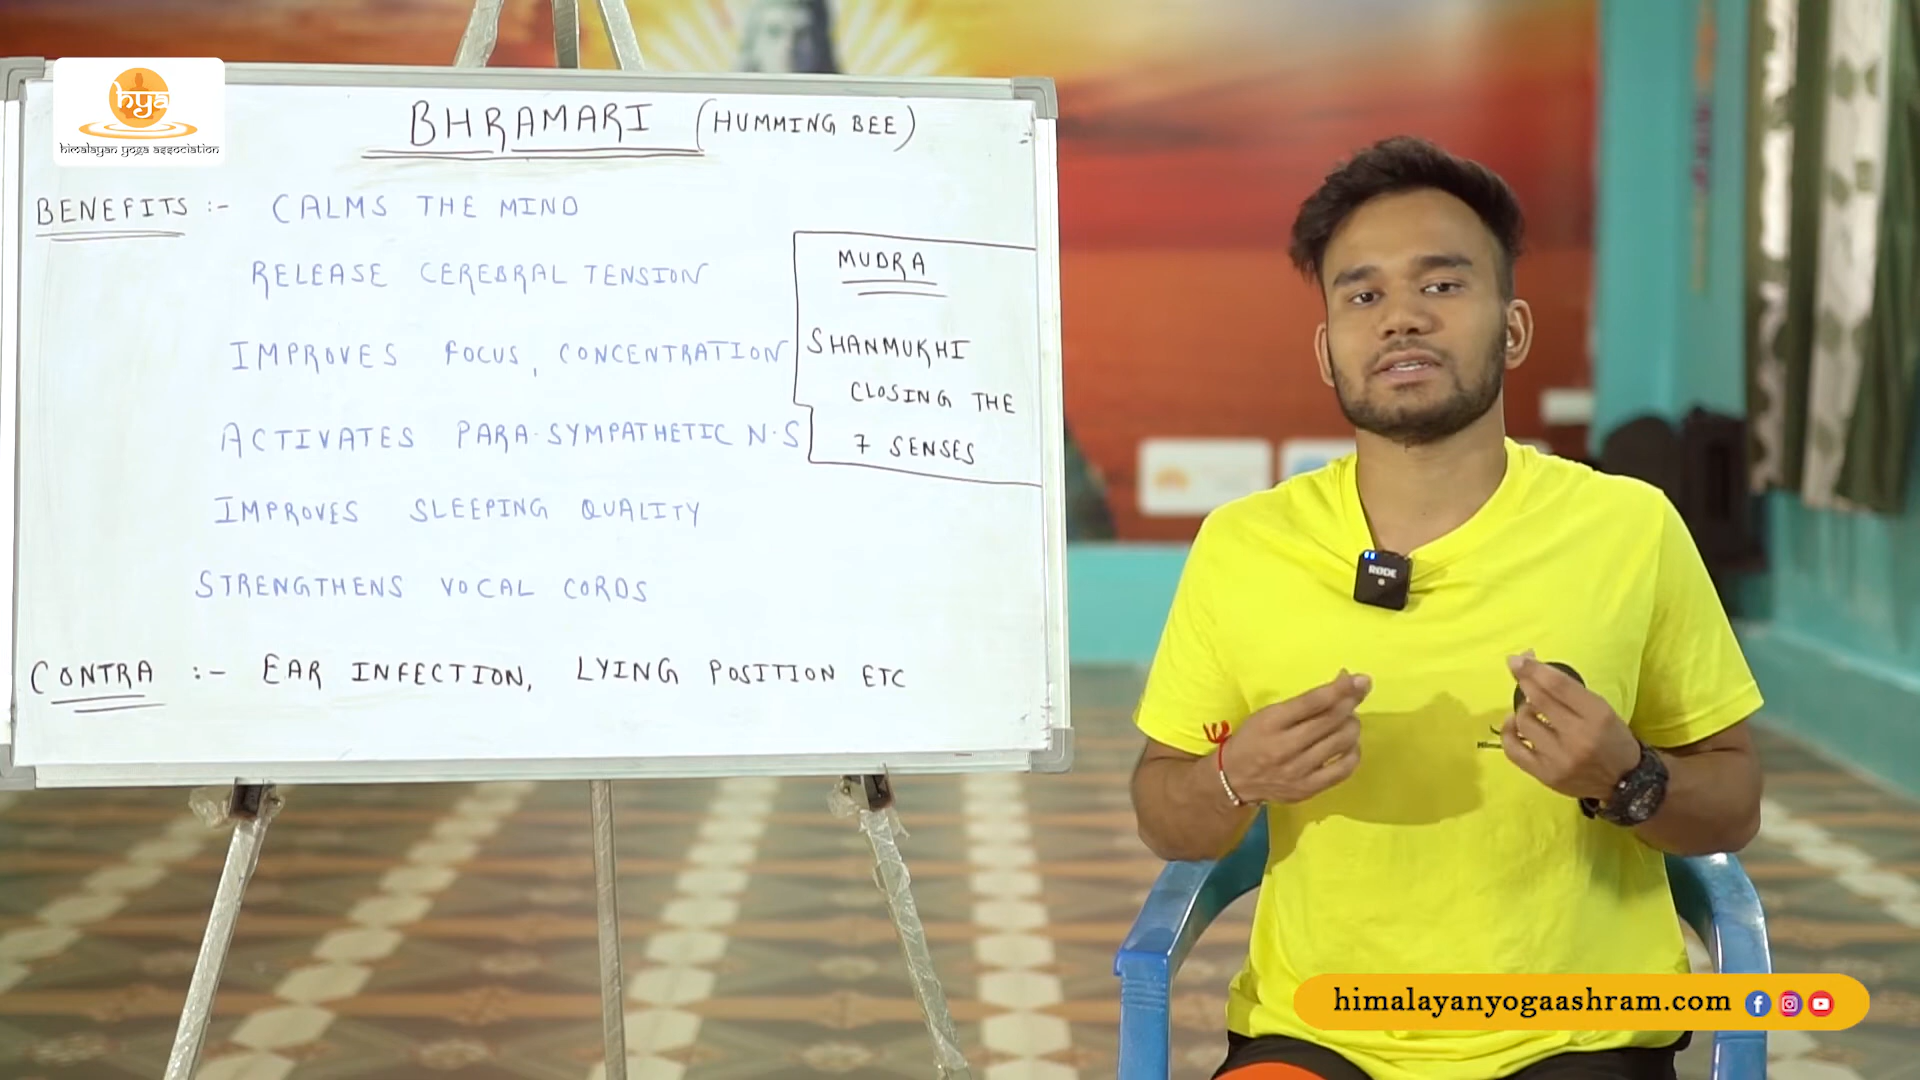 hya
himalayan yoga association
BHRAMARI (HUMMING BEE)
BENEFITS :- CALMS THE MIND
RELEASE CEREBRAL TENSION
IMPROVES FOCUS, CONCENTRATION
ACTIVATES PARA-SYMPATHETIC N.S
IMPROVES SLEEPING QUALITY
STRENGTHENS VOCAL CORDS
MUDRA
SHANMUKHI
CLOSING THE
7 SENSES
CONTRA :- EAR INFECTION, LYING POSITION ETC
RODE
himalayanyogaashram.com